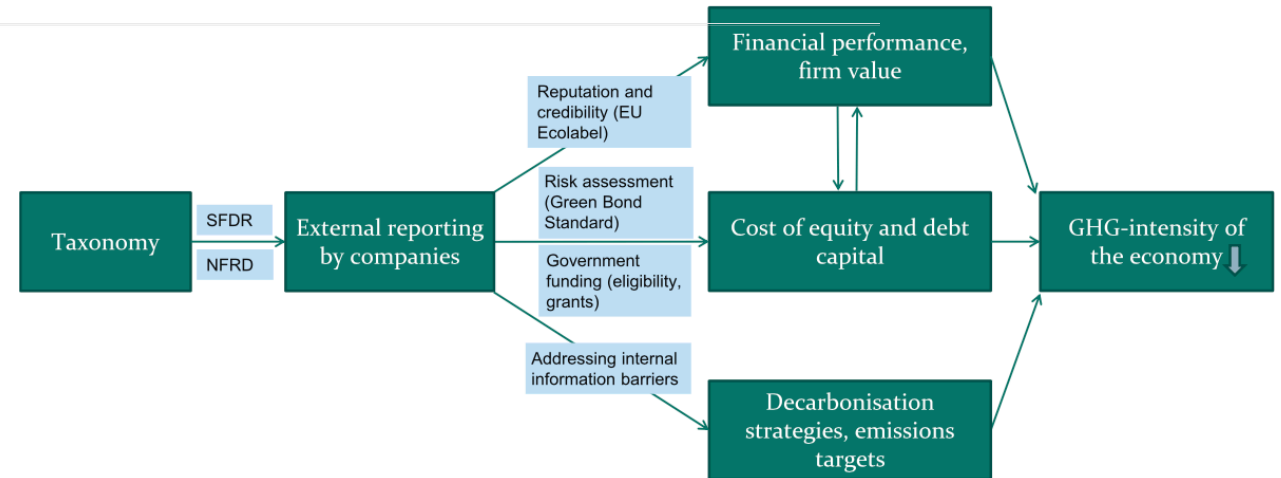 Financial performance,
firm value
Reputation and
credibility (EU
Ecolabel)
Taxonomy
SFDR
NFRD
External reporting
by companies
Risk assessment
(Green Bond
Standard)
Government
funding (eligibility,
grants)
Cost of equity and debt
capital
GHG-intensity of
the economy
Addressing internal
information barriers
Decarbonisation
strategies, emissions
targets